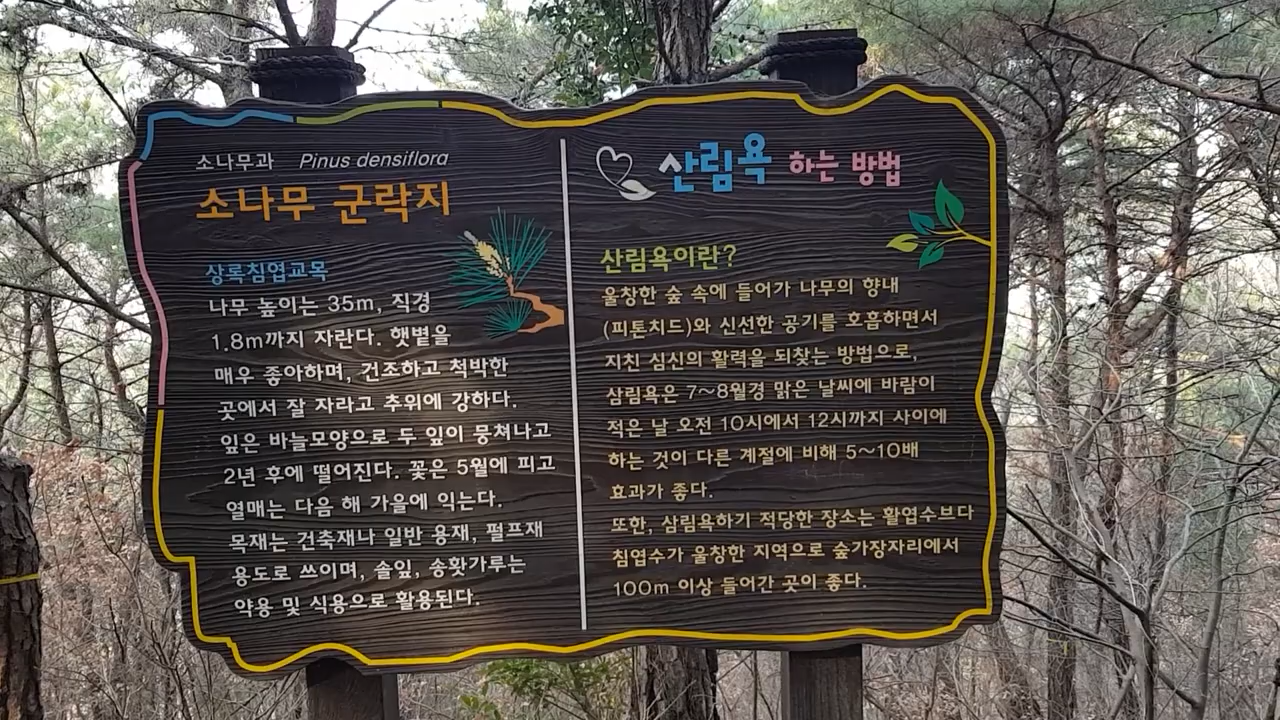 소나무과 Pinus densiflora
소나무 군락지
상록침엽교목
나무 높이는 35m, 직경
1.8m까지 자란다. 햇볕을
매우 좋아하며, 건조하고 척박한
곳에서 잘 자라고 추위에 강하다.
잎은 바늘모양으로 두 잎이 뭉쳐나고
2년 후에 떨어진다. 꽃은 5월에 피고
열매는 다음 해 가을에 익는다.
목재는 건축재나 일반 용재, 펄프재
용도로 쓰이며, 솔잎, 송홧가루는
약용 및 식용으로 활용된다.
산림욕 하는 방법
산림욕이란?
울창한 숲 속에 들어가 나무의 향내
(피톤치드)와 신선한 공기를 호흡하면서
지친 심신의 활력을 되찾는 방법으로,
삼림욕은 7~8월경 맑은 날씨에 바람이
적은 날 오전 10시에서 12시까지 사이에
하는 것이 다른 계절에 비해 5~10배
효과가 좋다.
또한, 삼림욕하기 적당한 장소는 활엽수보다
침엽수가 울창한 지역으로 숲가장자리에서
100m 이상 들어간 곳이 좋다.